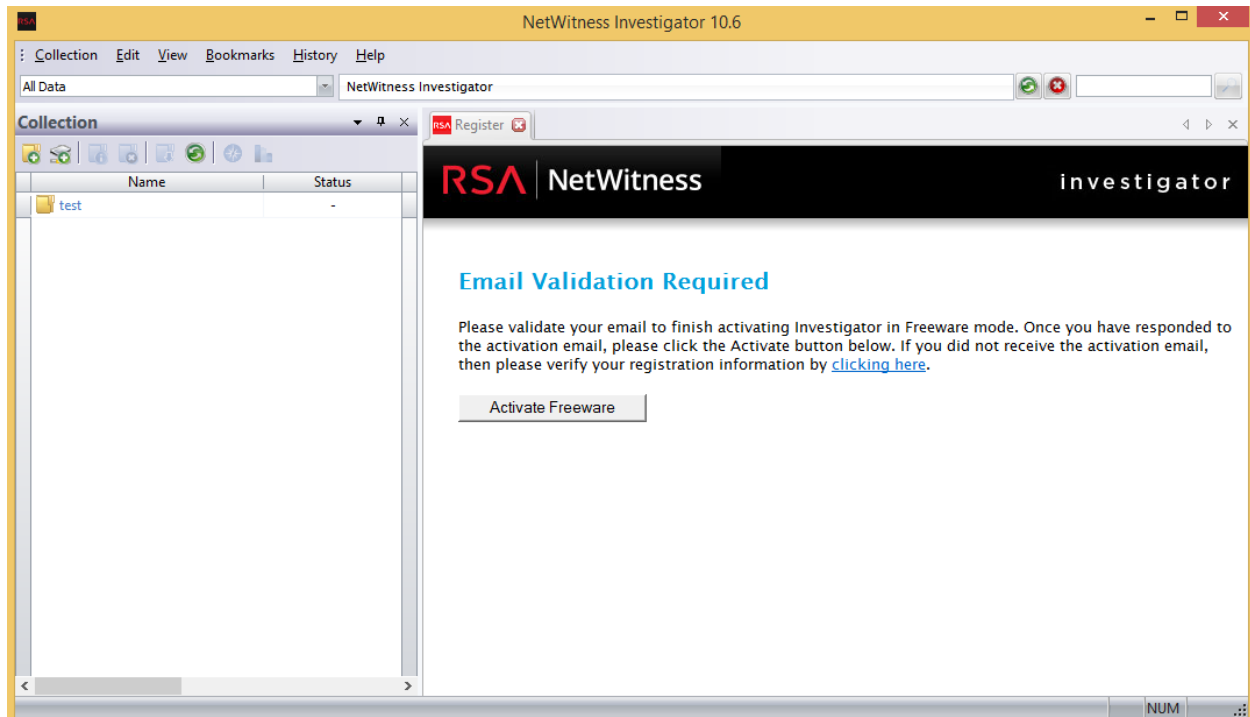 RSA
NetWitness Investigator 10.6
Collection Edit View Bookmarks History Help
All Data
NetWitness Investigator
Collection
RSA Register
RSA NetWitness
investigator
Name Status
test -
Email Validation Required
Please validate your email to finish activating Investigator in Freeware mode. Once you have responded to
the activation email, please click the Activate button below. If you did not receive the activation email,
then please verify your registration information by clicking here.
Activate Freeware
NUM